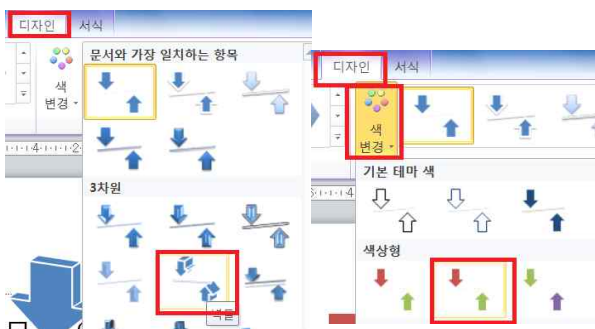 디자인 서식
문서와 가장 일치하는 항목
색
변경
3차원
벽돌
디자인 서식
색
변경
기본 테마 색
색상형